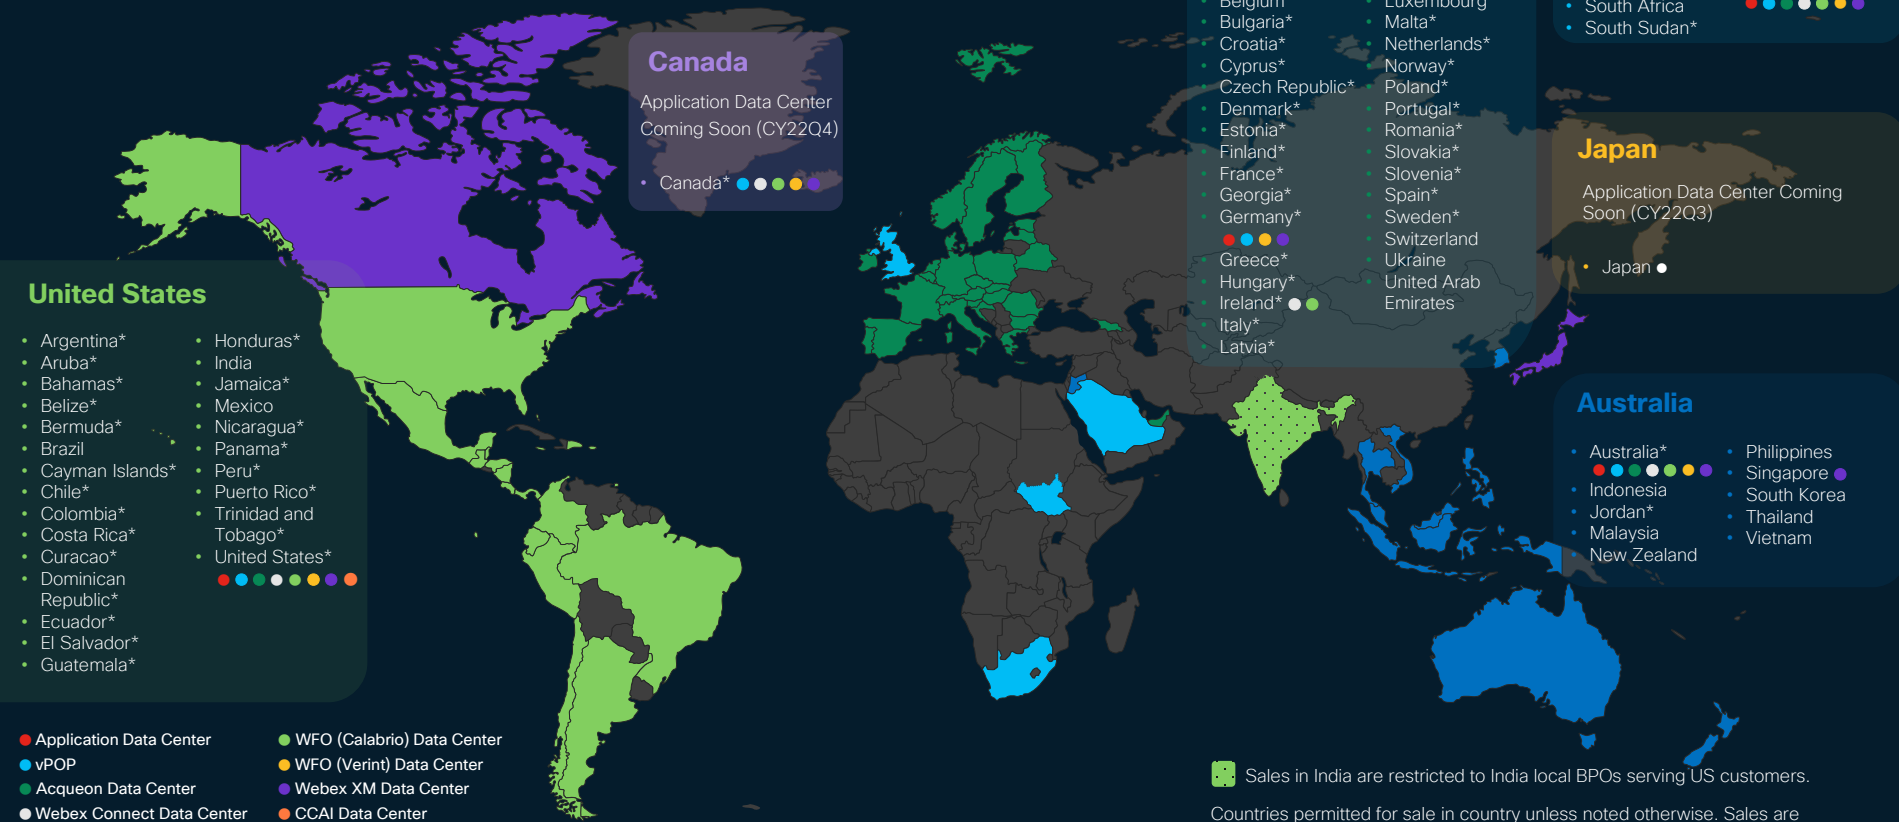 Canada
Application Data Center
Coming Soon (CY22Q4)
• Canada*
United States
• Argentina*
• Aruba*
• Bahamas*
• Belize*
• Bermuda*
• Brazil
• Cayman Islands*
• Chile*
• Colombia*
• Costa Rica*
• Curacao*
• Dominican
Republic*
• Ecuador*
• El Salvador*
• Guatemala*
• Honduras*
• India
• Jamaica*
• Mexico
• Nicaragua*
• Panama*
• Peru*
• Puerto Rico*
• Trinidad and
Tobago*
• United States*
• Belgium
• Bulgaria*
• Croatia*
• Cyprus*
• Czech Republic*
• Denmark*
• Estonia*
• Finland*
• France*
• Georgia*
• Germany*
• Greece*
• Hungary*
• Ireland*
• Italy*
• Latvia*
• Luxembourg
• Malta*
• Netherlands*
• Norway*
• Poland*
• Portugal*
• Romania*
• Slovakia*
• Slovenia*
• Spain*
• Sweden*
• Switzerland
• Ukraine
• United Arab
Emirates
• South Africa
• South Sudan*
Japan
Application Data Center Coming
Soon (CY22Q3)
• Japan
Australia
• Australia*
• Indonesia
• Jordan*
• Malaysia
• New Zealand
• Philippines
• Singapore
• South Korea
• Thailand
• Vietnam
Application Data Center
vPOP
Acqueon Data Center
Webex Connect Data Center
WFO (Calabrio) Data Center
WFO (Verint) Data Center
Webex XM Data Center
CCAI Data Center
Sales in India are restricted to India local BPOs serving US customers.
Countries permitted for sale in country unless noted otherwise. Sales are